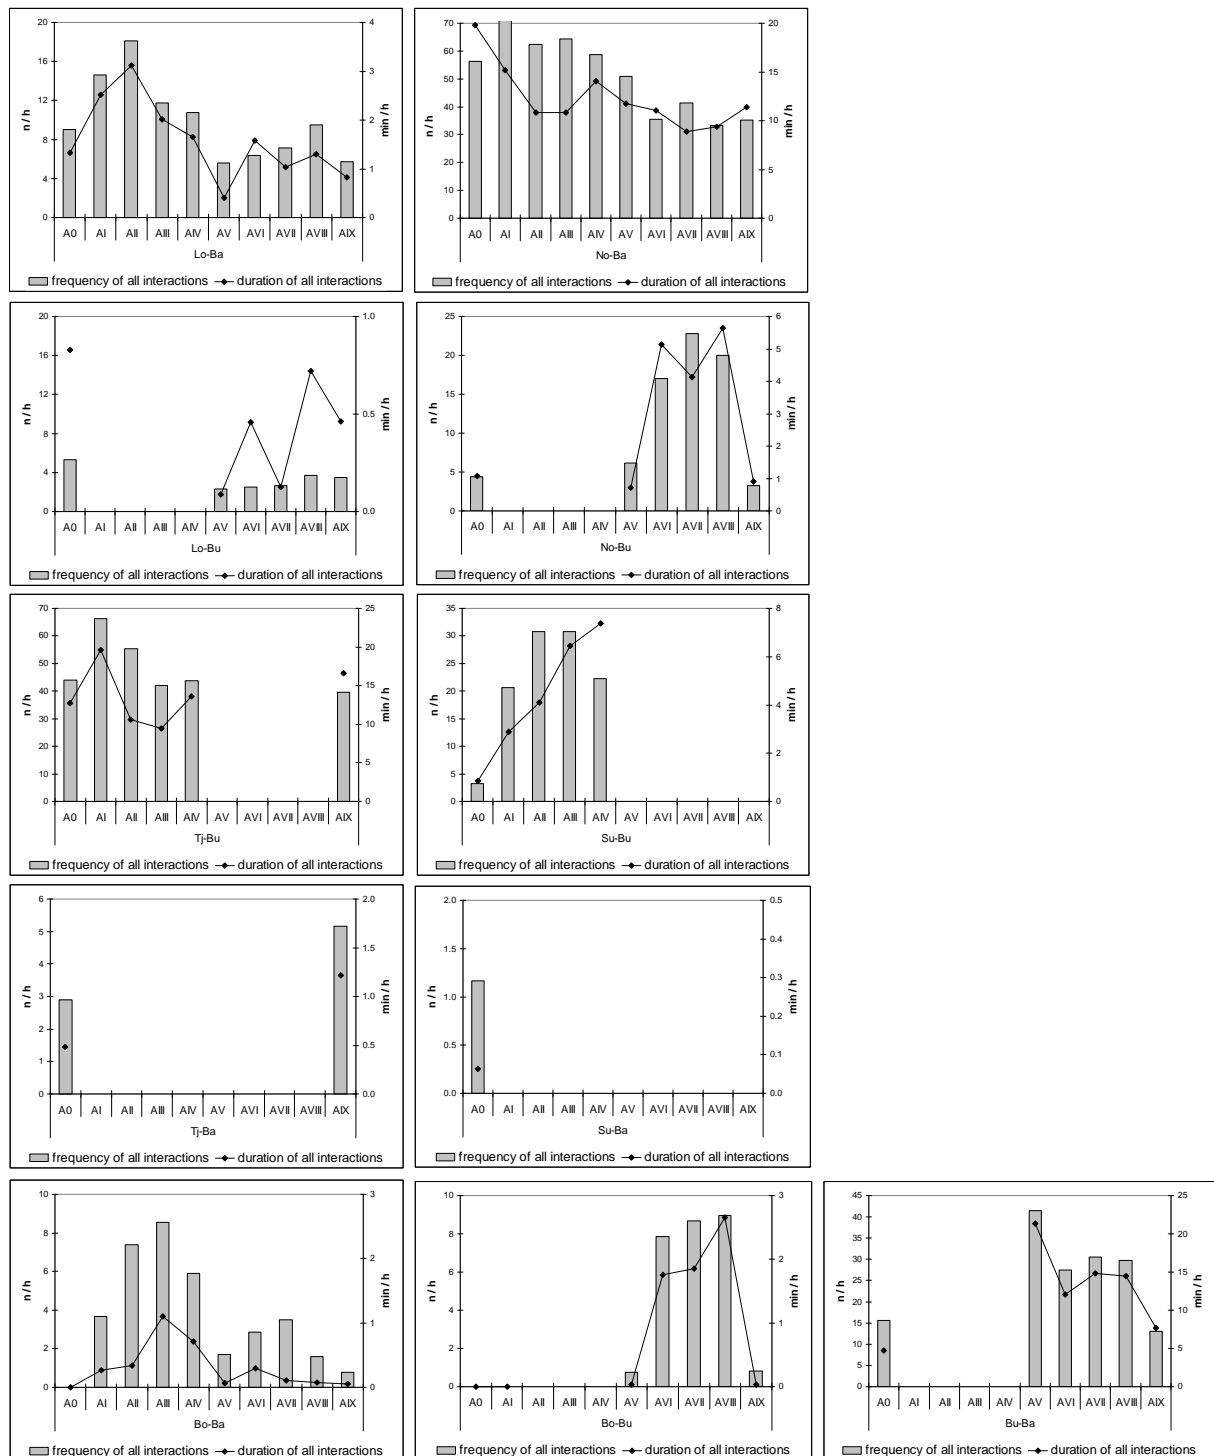 20 4
16 3
12
8 2
4 1
0 0
n / h
min / h
A0 AI AII AIII AIV AV AVI AVII AVIII AIX
Lo-Ba
frequency of all interactions duration of all interactions
70 20
60
50 15
40
30 10
20 5
10
0 0
n / h
min / h
A0 AI AII AIII AIV AV AVI AVII AVIII AIX
No-Ba
frequency of all interactions duration of all interactions
20 1.0
16
12
8 0.5
4
0 0.0
n / h
min / h
A0 AI AII AIII AIV AV AVI AVII AVIII AIX
Lo-Bu
frequency of all interactions duration of all interactions
25 6
20 5
15 4
10 3
5 2
0 1
0
n / h
min / h
A0 AI AII AIII AIV AV AVI AVII AVIII AIX
No-Bu
frequency of all interactions duration of all interactions
70 25
60 20
50
40 15
30 10
20 5
10
0 0
n / h
min / h
A0 AI AII AIII AIV AV AVI AVII AVIII AIX
Tj-Bu
frequency of all interactions duration of all interactions
35 8
30
25 6
20
15 4
10 2
5
0 0
n / h
min / h
A0 AI AII AIII AIV AV AVI AVII AVIII AIX
Su-Bu
frequency of all interactions duration of all interactions
6 2.0
5 1.5
4
3 1.0
2 0.5
1
0 0.0
n / h
min / h
A0 AI AII AIII AIV AV AVI AVII AVIII AIX
Tj-Ba
frequency of all interactions duration of all interactions
2.0 0.5
1.5 0.4
1.0 0.3
0.5 0.2
0.0 0.1
0.0
n / h
min / h
A0 AI AII AIII AIV AV AVI AVII AVIII AIX
Su-Ba
frequency of all interactions duration of all interactions
10 3
8
6 2
4 1
2
0 0
n / h
min / h
A0 AI AII AIII AIV AV AVI AVII AVIII AIX
Bo-Ba
frequency of all interactions duration of all interactions
10 3
8
6 2
4 1
2
0 0
n / h
min / h
A0 AI AII AIII AIV AV AVI AVII AVIII AIX
Bo-Bu
frequency of all interactions duration of all interactions
45 25
40
35 20
30
25 15
20
15 10
10 5
5
0 0
n / h
min / h
A0 AI AII AIII AIV AV AVI AVII AVIII AIX
Bu-Ba
frequency of all interactions duration of all interactions